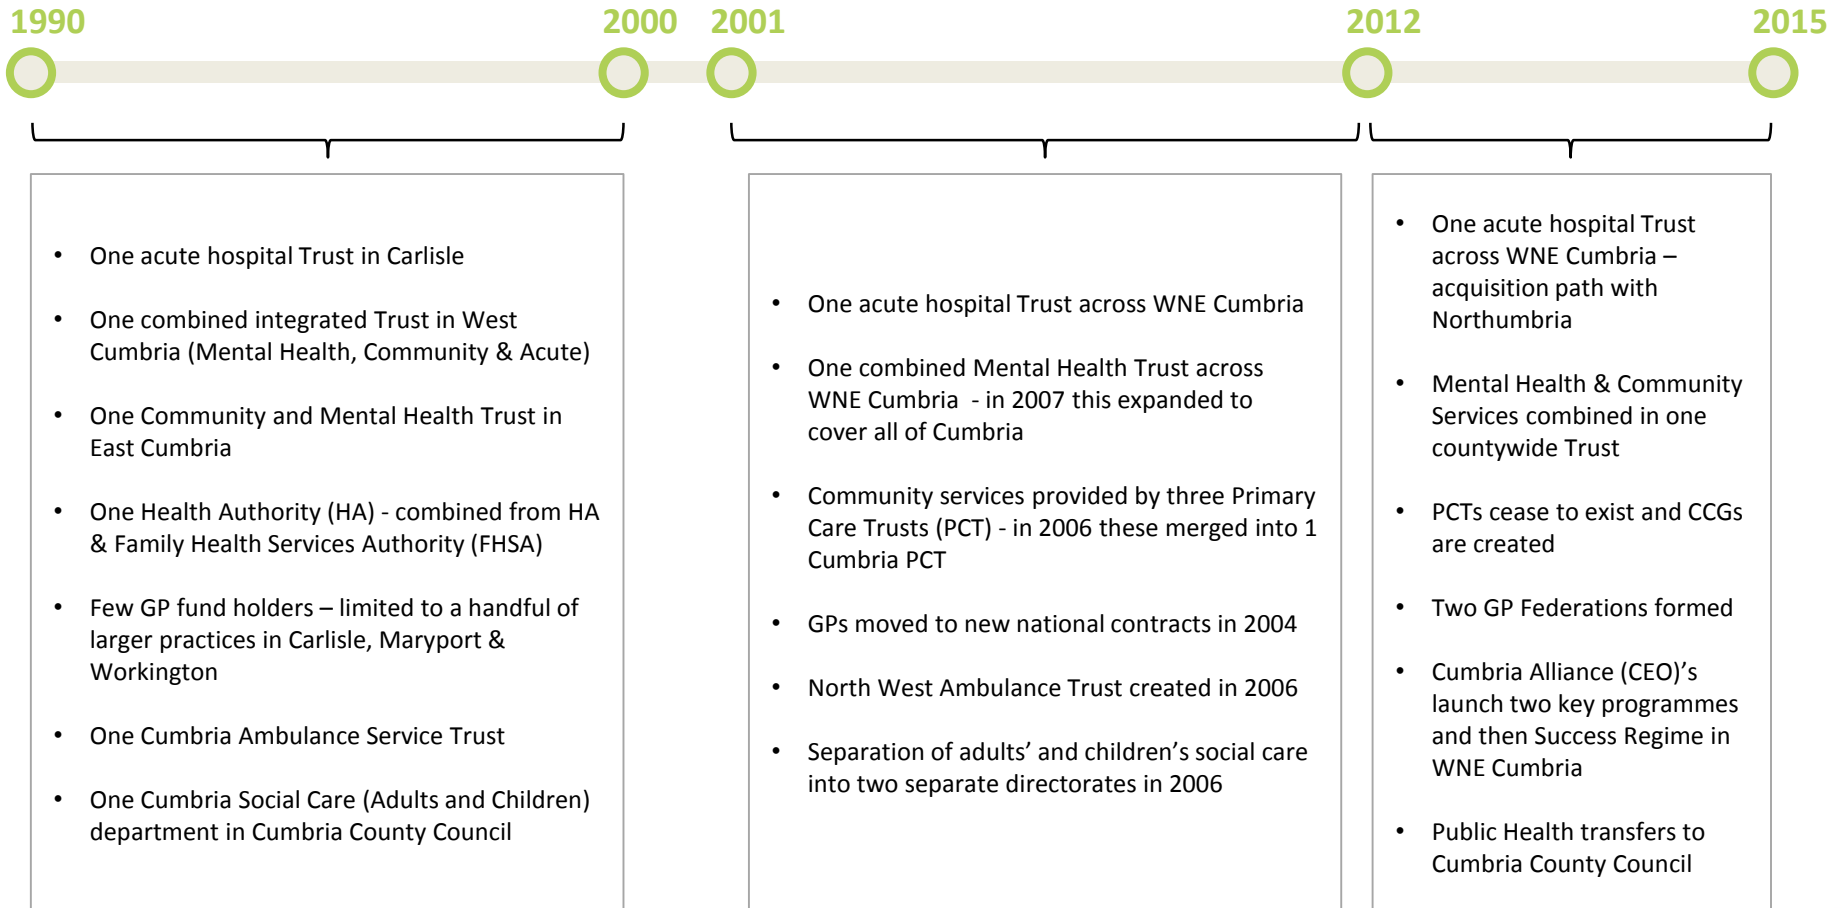 1990
2000
2001
2012
2015
• One acute hospital Trust in Carlisle
• One combined integrated Trust in West
Cumbria (Mental Health, Community & Acute)
• One Community and Mental Health Trust in
East Cumbria
• One Health Authority (HA) - combined from HA
& Family Health Services Authority (FHSA)
• Few GP fund holders – limited to a handful of
larger practices in Carlisle, Maryport &
Workington
• One Cumbria Ambulance Service Trust
• One Cumbria Social Care (Adults and Children)
department in Cumbria County Council
• One acute hospital Trust across WNE Cumbria
• One combined Mental Health Trust across
WNE Cumbria - in 2007 this expanded to
cover all of Cumbria
• Community services provided by three Primary
Care Trusts (PCT) - in 2006 these merged into 1
Cumbria PCT
• GPs moved to new national contracts in 2004
• North West Ambulance Trust created in 2006
• Separation of adults’ and children’s social care
into two separate directorates in 2006
• One acute hospital Trust
across WNE Cumbria –
acquisition path with
Northumbria
• Mental Health & Community
Services combined in one
countywide Trust
• PCTs cease to exist and CCGs
are created
• Two GP Federations formed
• Cumbria Alliance (CEO)’s
launch two key programmes
and then Success Regime in
WNE Cumbria
• Public Health transfers to
Cumbria County Council